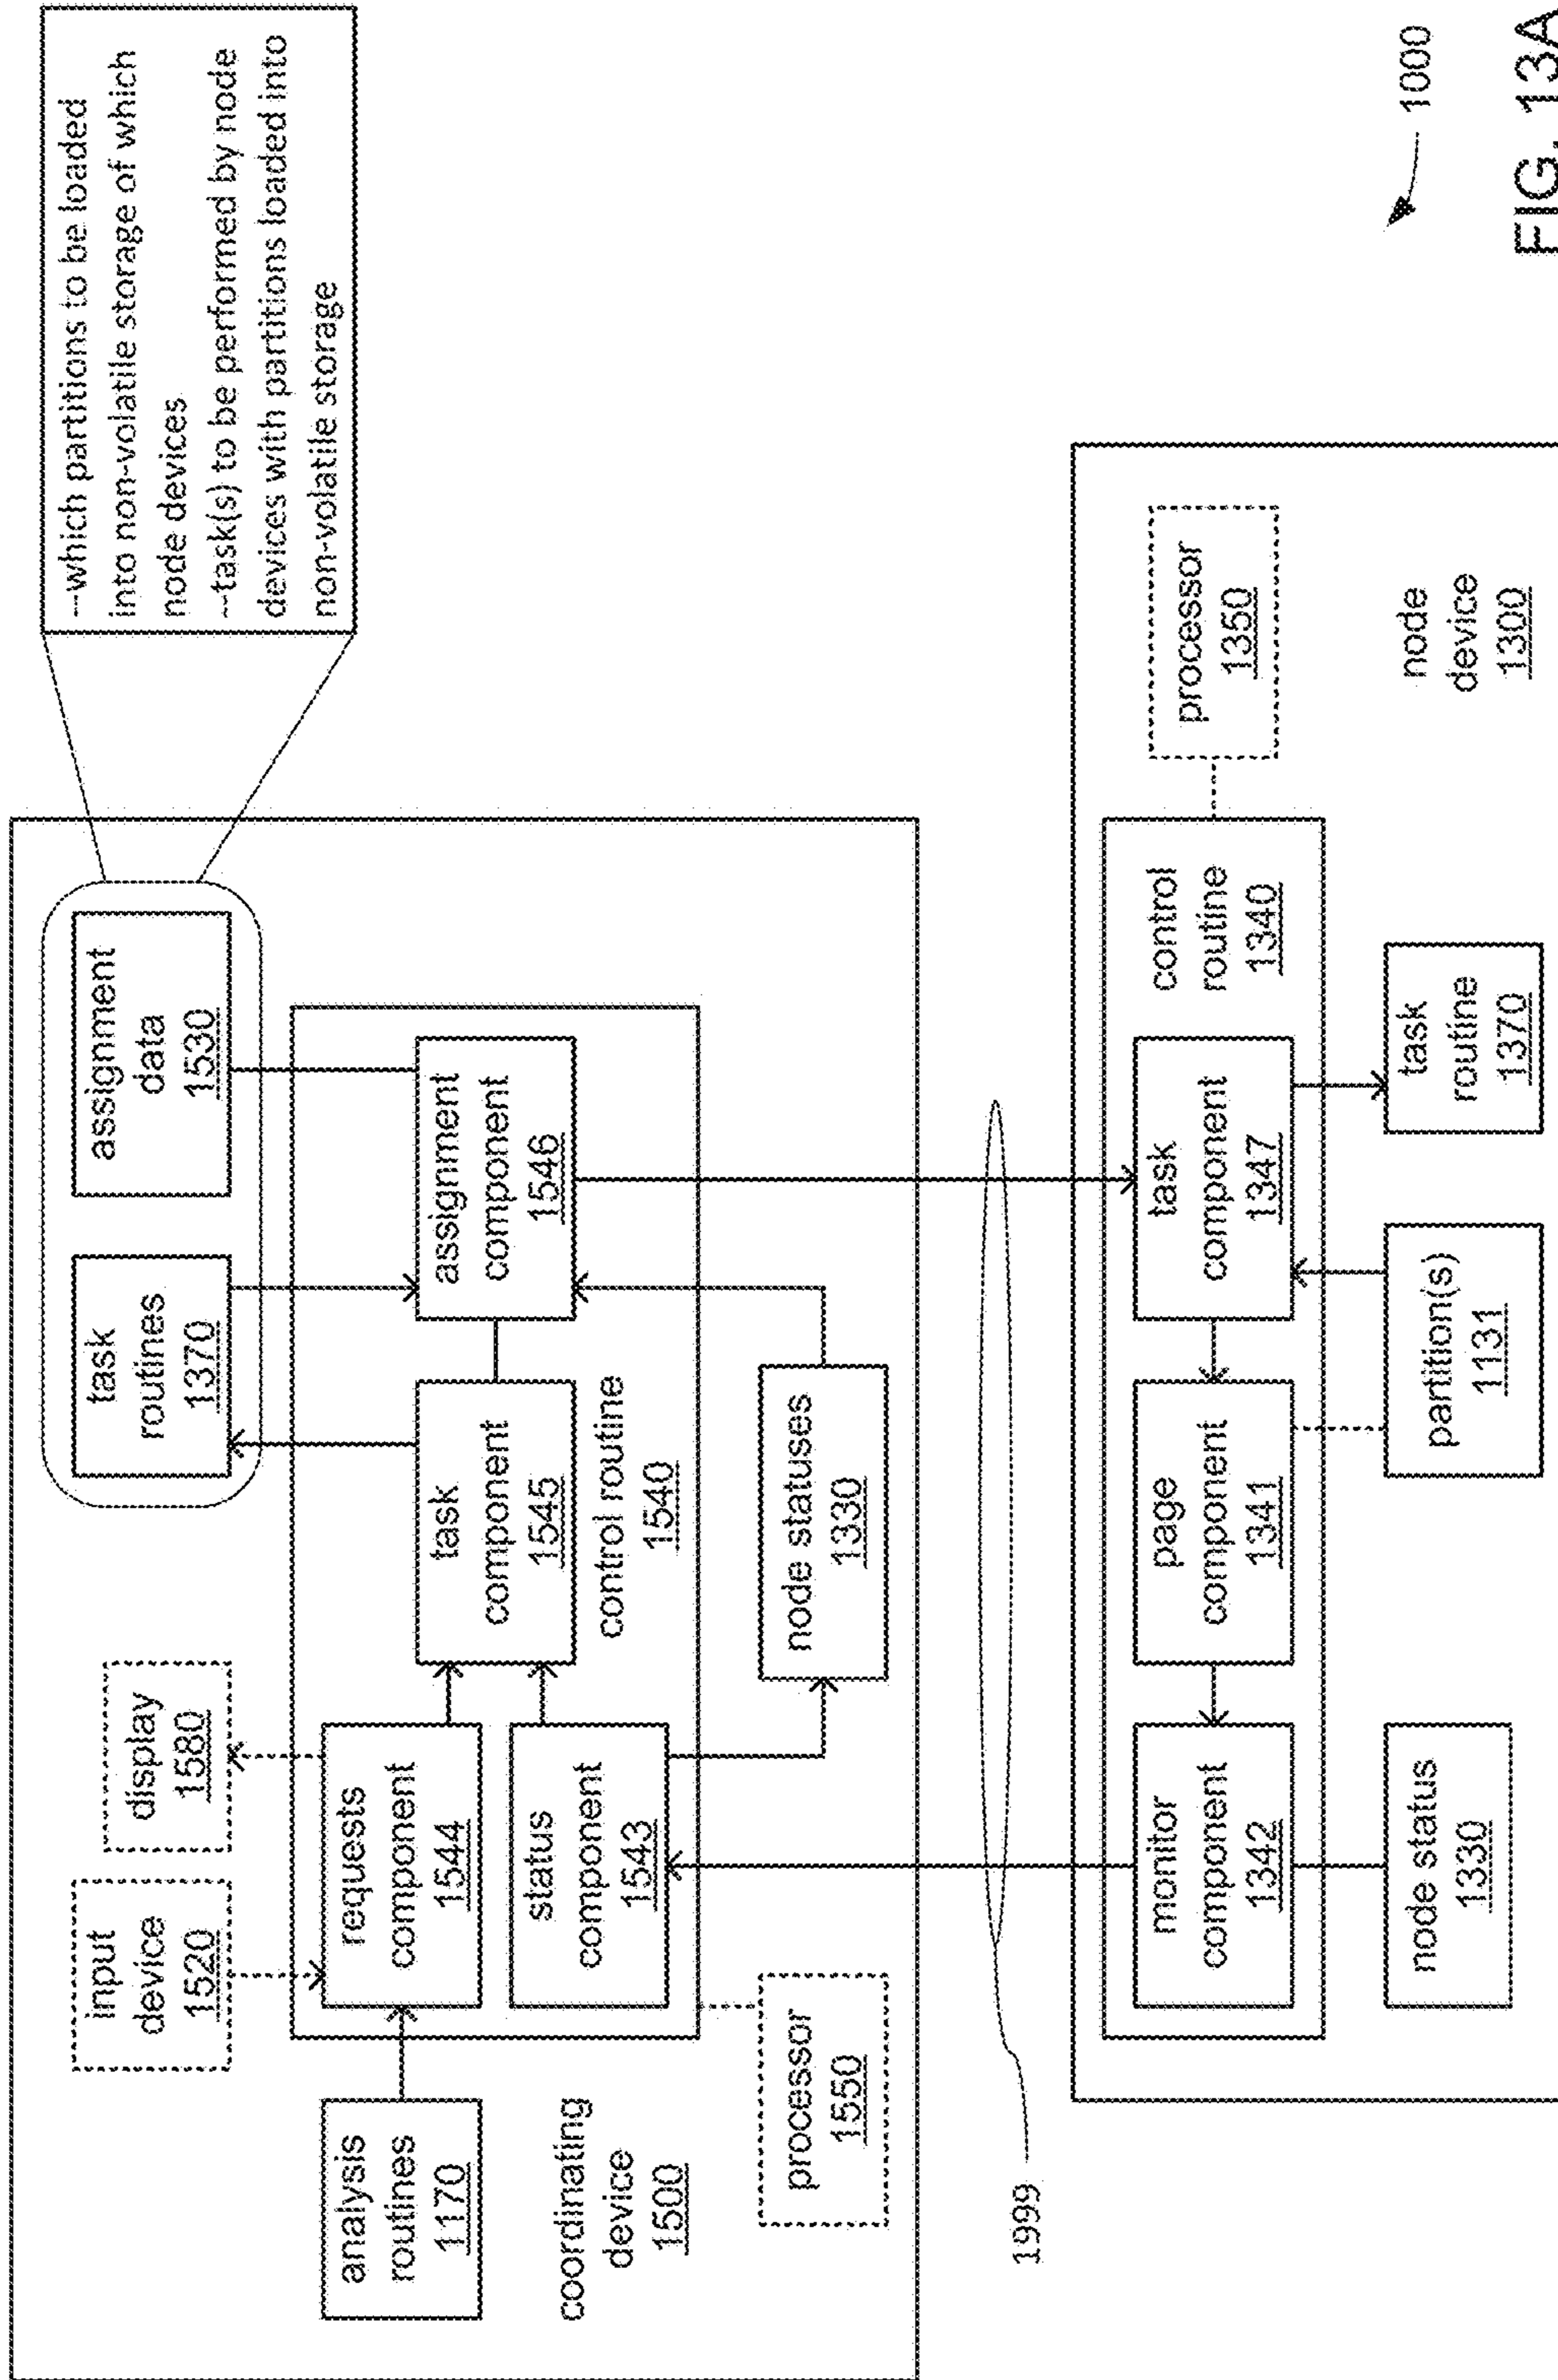 --which partitions to be loaded
into non-volatile storage of which
node devices
--task(s) to be performed by node
devices with partitions loaded into
non-volatile storage
input
device
1520
display
1580
task
routines
1370
assignment
data
1530
analysis
routines
1170
requests
component
1544
status
component
1543
task
component
1545
assignment
component
1546
control routine
1540
coordinating
device
1500
processor
1550
node statuses
1330
1999
monitor
component
1342
page
component
1341
task
component
1347
control
routine
1340
processor
1350
node status
1330
partition(s)
1131
task
routine
1370
node
device
1300
1000
FIG. 13A